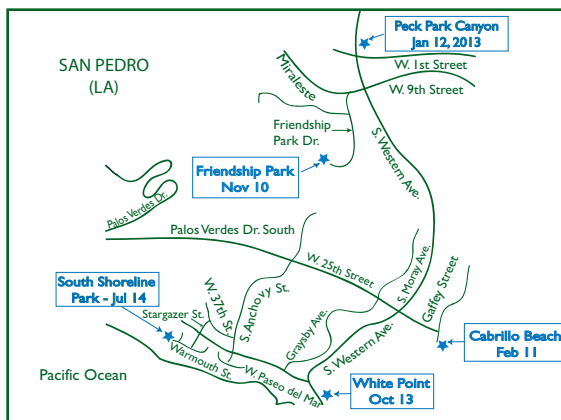 Peck Park Canyon
Jan 12, 2013
SAN PEDRO
(LA)
W. 1st Street
Miraleste
W. 9th Street
Friendship
Park Dr.
S. Western Ave.
Friendship Park
Nov 10
Palos Verdes Dr.
Palos Verdes Dr. South
W. 25th Street
S. Moray Ave.
Gaffey Street
South Shoreline
Park - Jul 14
W. 37th St.
S. Anchovy St.
Stargazer St.
Graysby Ave.
S. Western Ave.
Warmouth St.
W. Paseo del Mar
Cabrillo Beach
Feb 11
Pacific Ocean
White Point
Oct 13